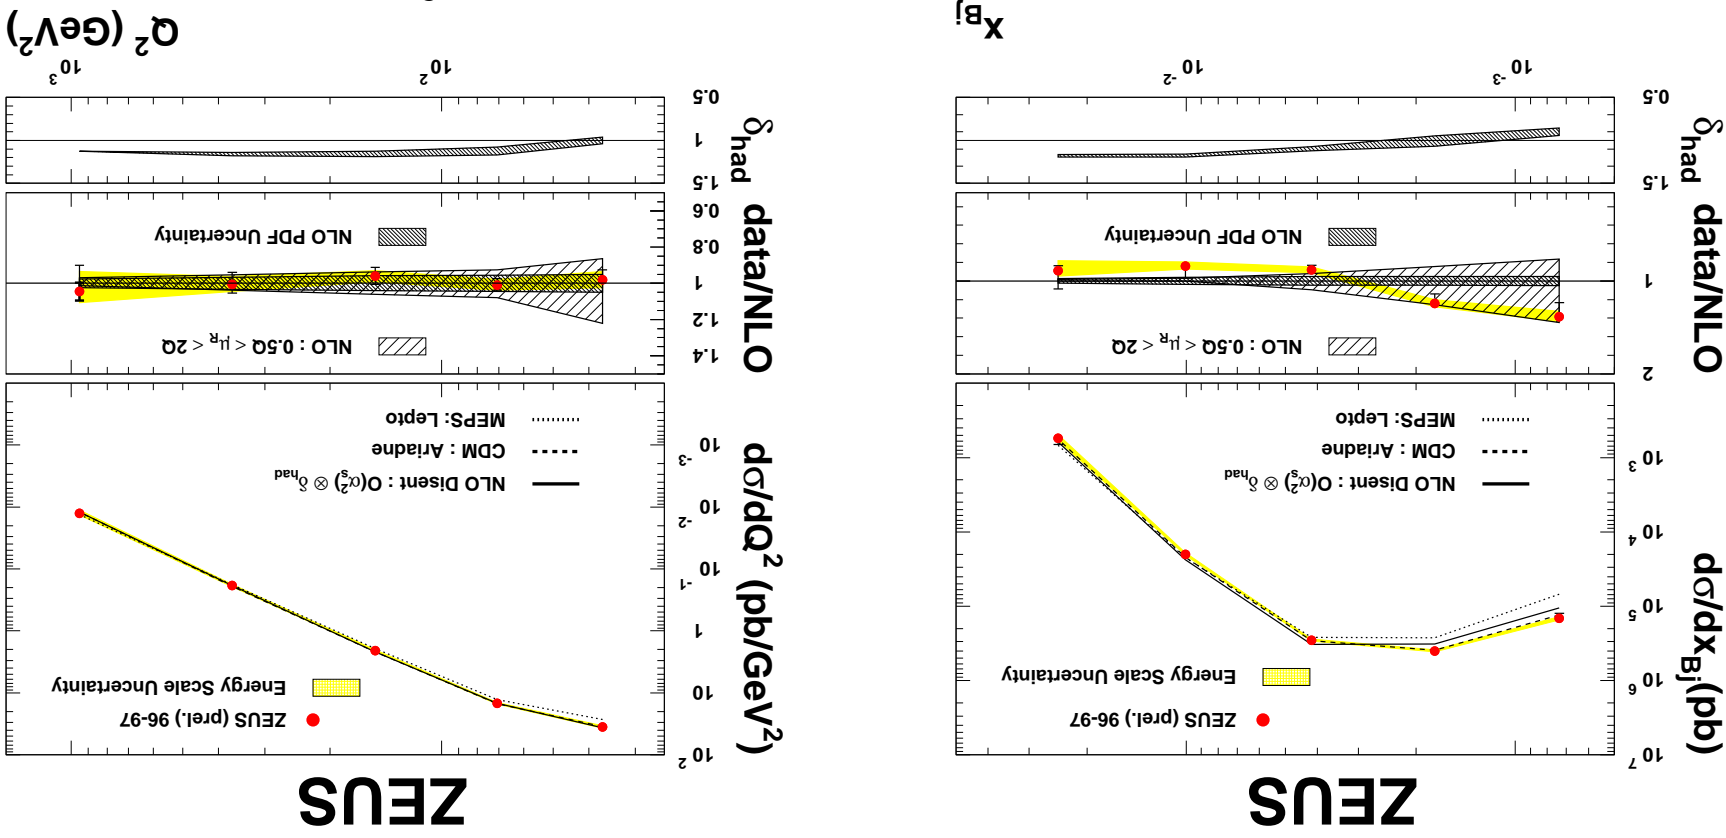 ZEUS
dσ/dx_Bj (pb)
10^7
10^6
10^5
10^4
10^3
ZEUS (prel.) 96-97
Energy Scale Uncertainty
NLO Disent : O(α_s^2) ⊗ δ_had
CDM : Ariadne
MEPS: Lepto
data/NLO
2
1
NLO : 0.5Q < μ_R < 2Q
NLO PDF Uncertainty
δ_had
1.5
1
0.5
10^-3
10^-2
x_Bj
ZEUS
dσ/dQ^2 (pb/GeV^2)
10^2
10
1
10^-1
10^-2
10^-3
ZEUS (prel.) 96-97
Energy Scale Uncertainty
NLO Disent : O(α_s^2) ⊗ δ_had
CDM : Ariadne
MEPS: Lepto
data/NLO
1.4
1.2
1
0.8
0.6
NLO : 0.5Q < μ_R < 2Q
NLO PDF Uncertainty
δ_had
1.5
1
0.5
10^2
10^3
Q^2 (GeV^2)